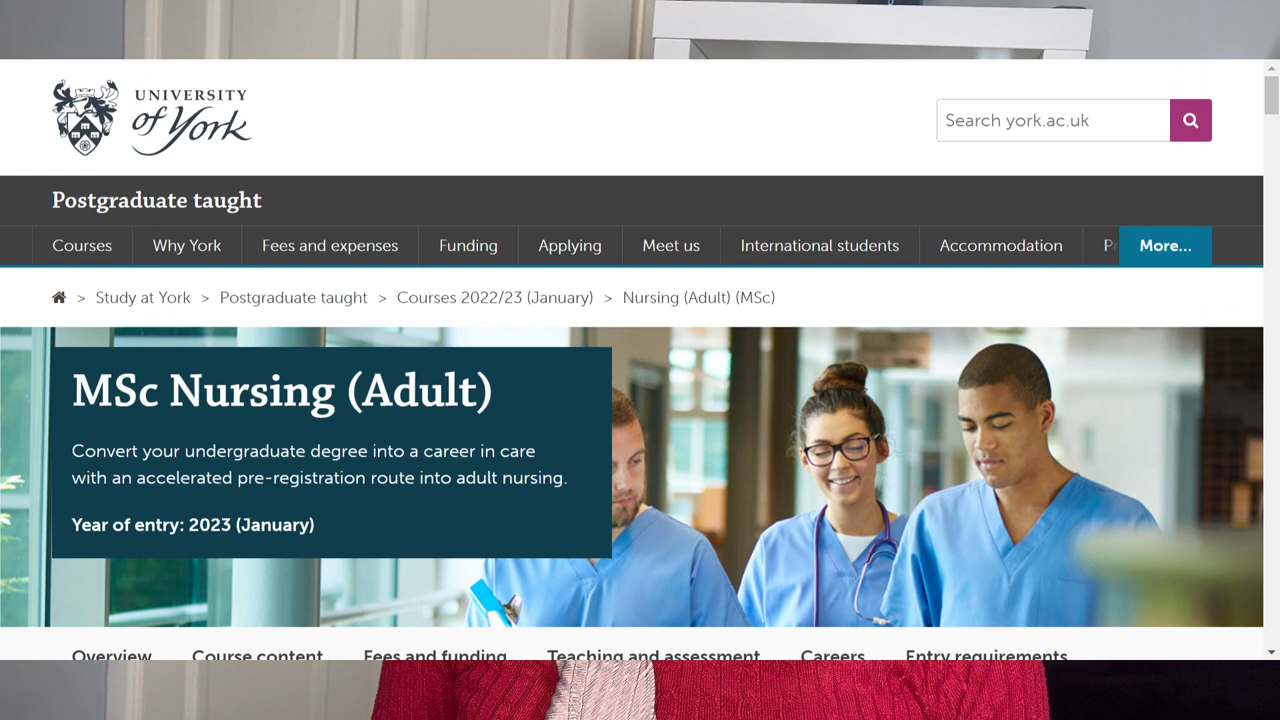 UNIVERSITY
of York
Search york.ac.uk
Postgraduate taught
Courses
Why York
Fees and expenses
Funding
Applying
Meet us
International students
Accommodation
More...
> Study at York > Postgraduate taught > Courses 2022/23 (January) > Nursing (Adult) (MSc)
MSc Nursing (Adult)
Convert your undergraduate degree into a career in care
with an accelerated pre-registration route into adult nursing.
Year of entry: 2023 (January)
Overview
Course content
Fees and funding
Teaching and assessment
Careers
Entry requirements